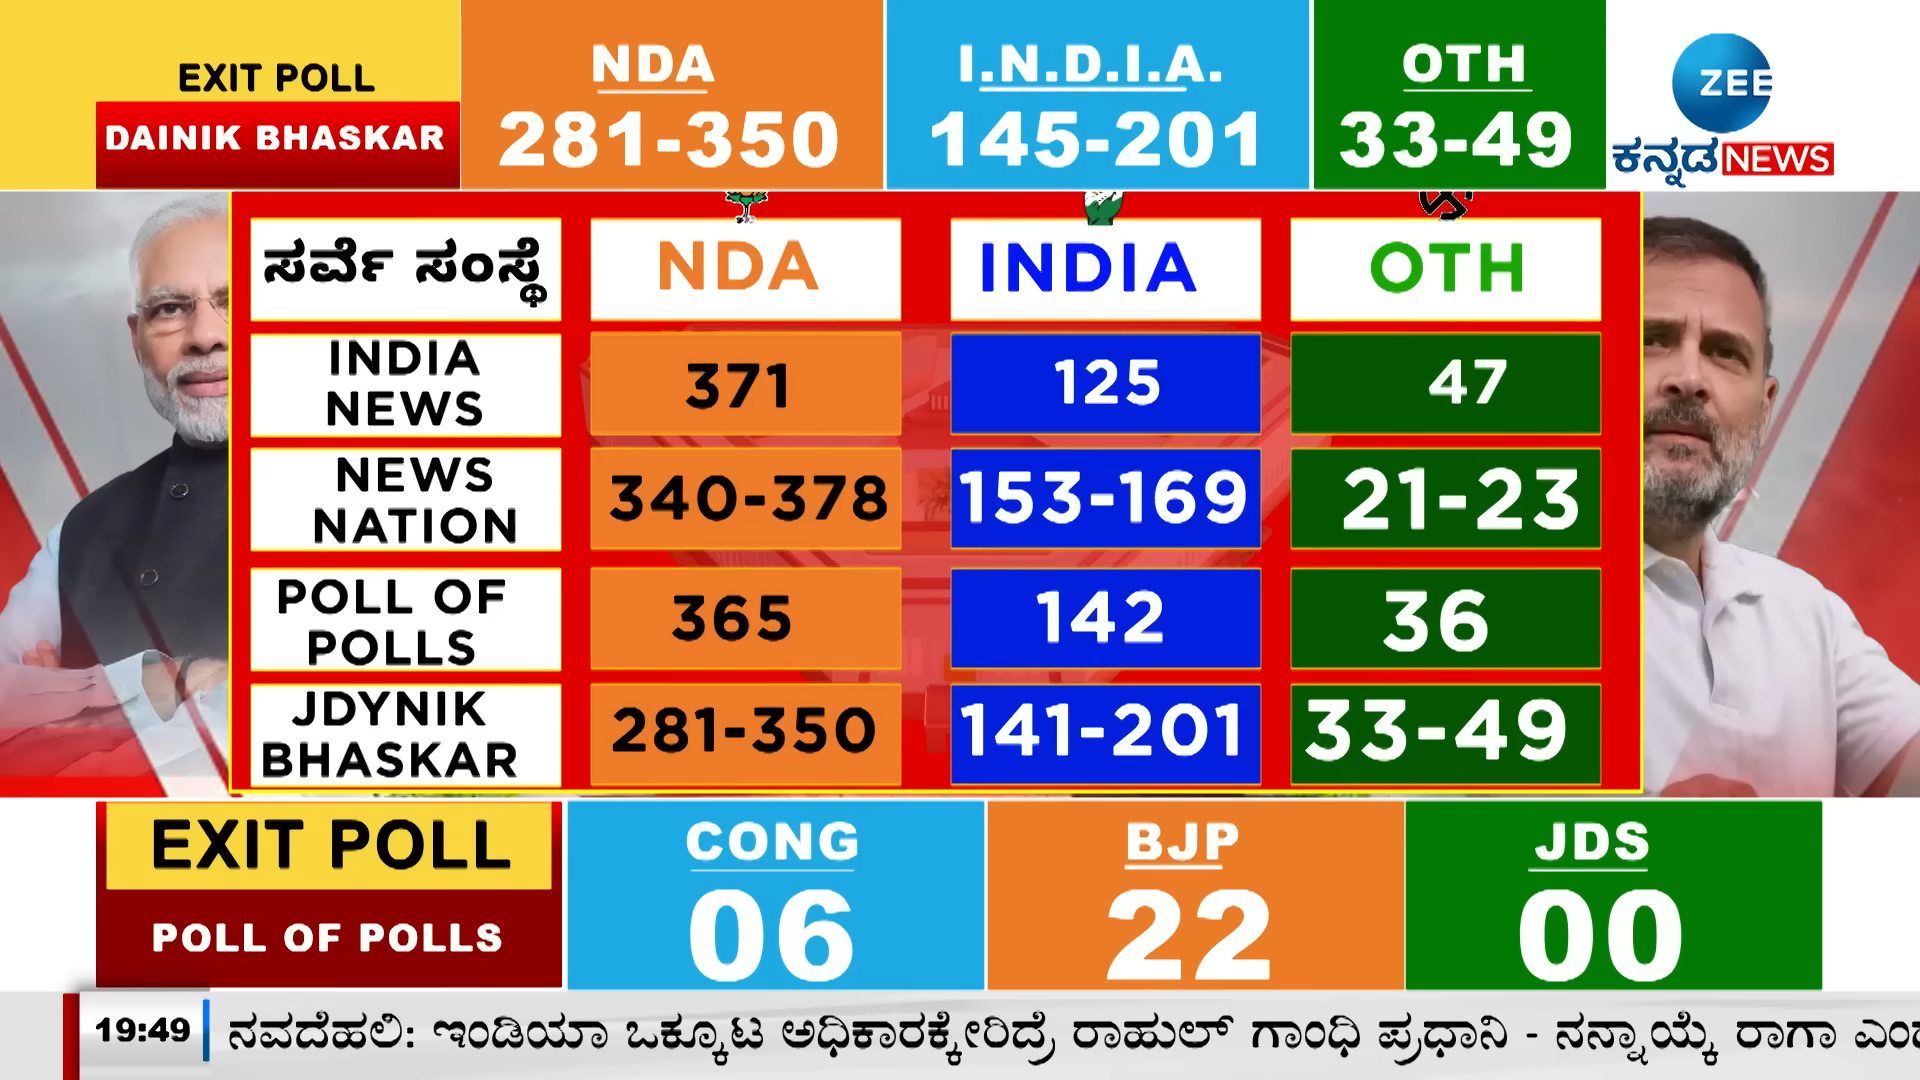 EXIT POLL
DAINIK BHASKAR
NDA
281-350
I.N.D.I.A.
145-201
OTH
33-49
ZEE
ಕನ್ನಡ NEWS
ಸರ್ವೆ ಸಂಸ್ಥೆ NDA INDIA OTH
INDIA
NEWS
371 125 47
NEWS
NATION
340-378 153-169 21-23
POLL OF
POLLS
365 142 36
JDYNIK
BHASKAR
281-350 141-201 33-49
EXIT POLL
POLL OF POLLS
CONG
06
BJP
22
JDS
00
19:49 ನವದೆಹಲಿ: ಇಂಡಿಯಾ ಒಕ್ಕೂಟ ಅಧಿಕಾರಕ್ಕೇರಿದ್ರೆ ರಾಹುಲ್ ಗಾಂಧಿ ಪ್ರಧಾನಿ - ನನ್ನಾಯ್ಕೆ ರಾಗಾ